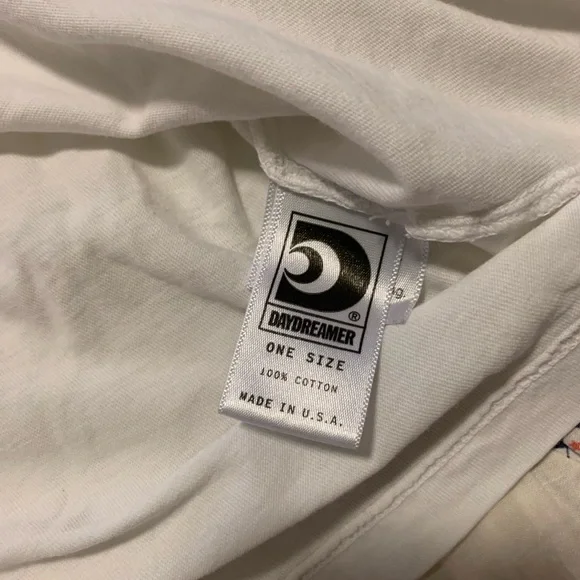 ®
DAYDREAMER
ONE SIZE
100% COTTON
MADE IN U.S.A.